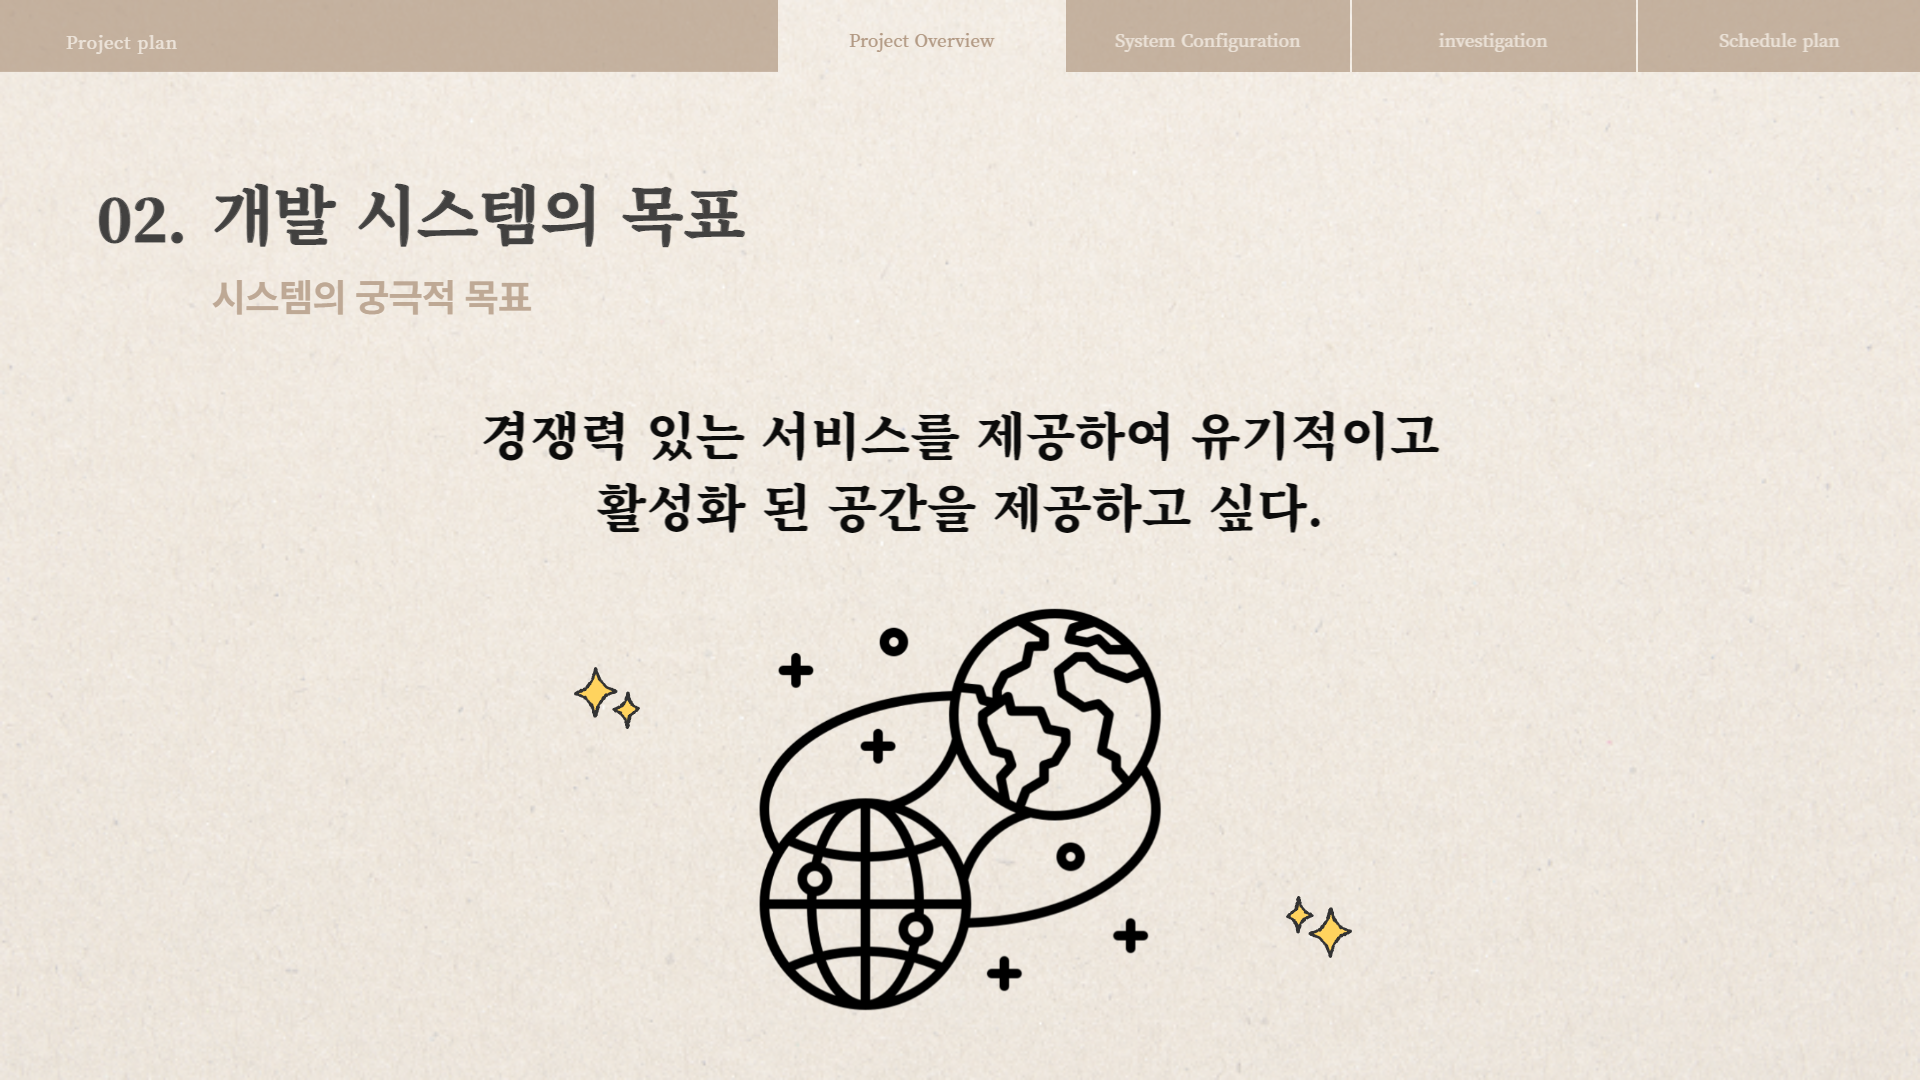 Project plan
Project Overview
System Configuration
investigation
Schedule plan
02. 개발 시스템의 목표
시스템의 궁극적 목표
경쟁력 있는 서비스를 제공하여 유기적이고
활성화 된 공간을 제공하고 싶다.